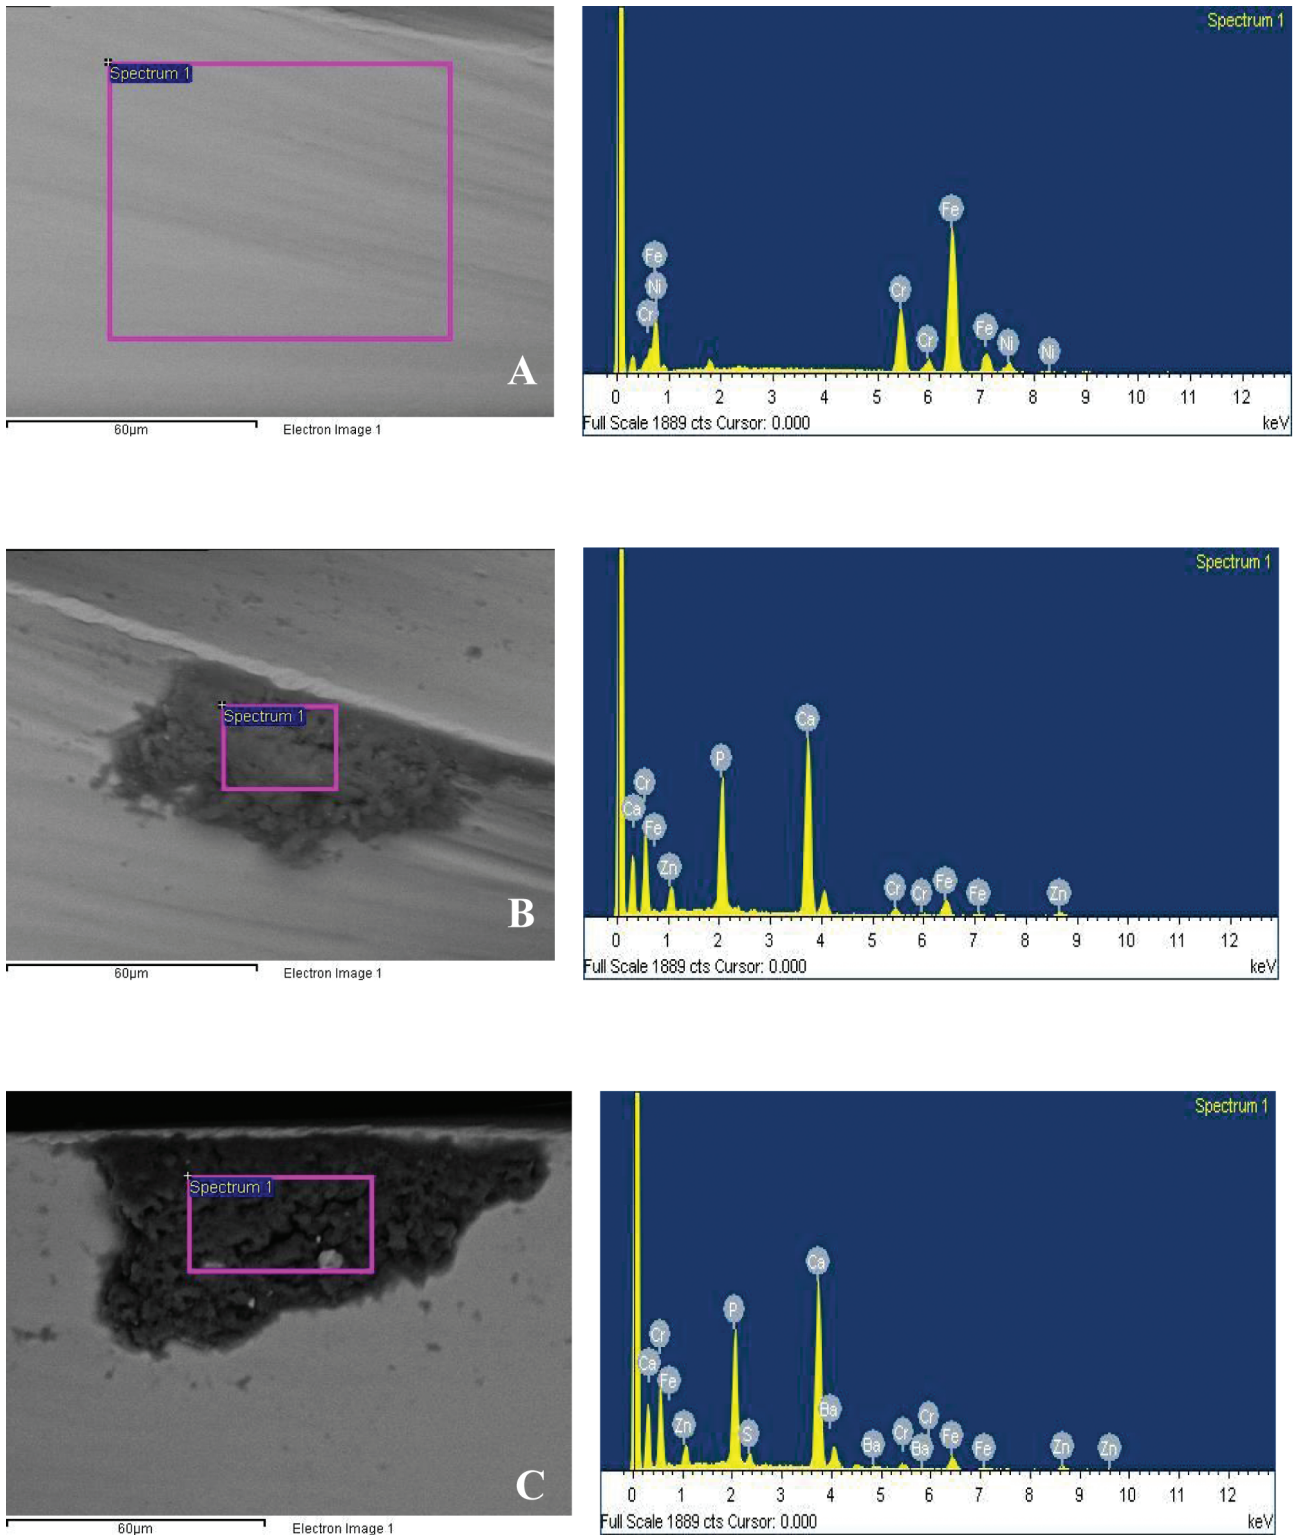 Spectrum 1
A
60µm Electron Image 1
Spectrum 1
Fe
Fe
Ni
Cr
Cr
Cr
Fe
Ni
Ni
0 1 2 3 4 5 6 7 8 9 10 11 12
Full Scale 1889 cts Cursor: 0.000 keV
Spectrum 1
B
60µm Electron Image 1
Spectrum 1
Ca
P
Cr
Ca
Fe
Zn
Cr
Cr
Fe
Fe
Zn
0 1 2 3 4 5 6 7 8 9 10 11 12
Full Scale 1889 cts Cursor: 0.000 keV
Spectrum 1
C
60µm Electron Image 1
Spectrum 1
Ca
P
Cr
Ca
Fe
Ba
Zn
S
Ba
Cr
Cr
Ba
Fe
Fe
Zn
Zn
0 1 2 3 4 5 6 7 8 9 10 11 12
Full Scale 1889 cts Cursor: 0.000 keV